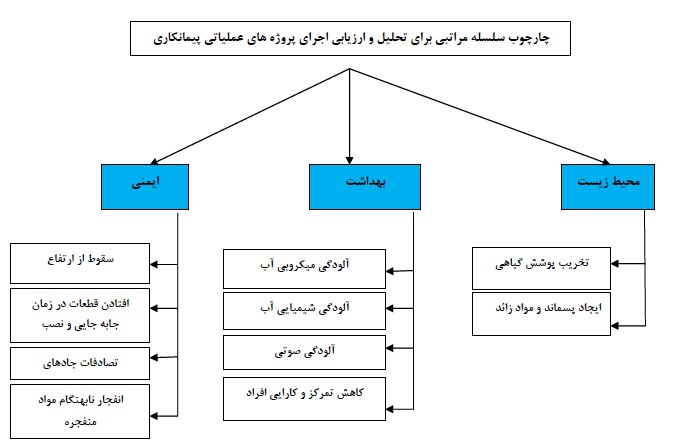 چارچوب سلسله مراتبی برای تحلیل و ارزیابی اجرای پروژه های عملیاتی پیمانکاری
محیط زیست
بهداشت
ایمنی
تخریب پوشش گیاهی
ایجاد پسماند و مواد زائد
آلودگی میکروبی آب
آلودگی شیمیایی آب
آلودگی صوتی
کاهش تمرکز و کارایی افراد
سقوط از ارتفاع
افتادن قطعات در زمان
جابه جایی و نصب
تصادفات جادهای
انفجار نابهنگام مواد
منفجره